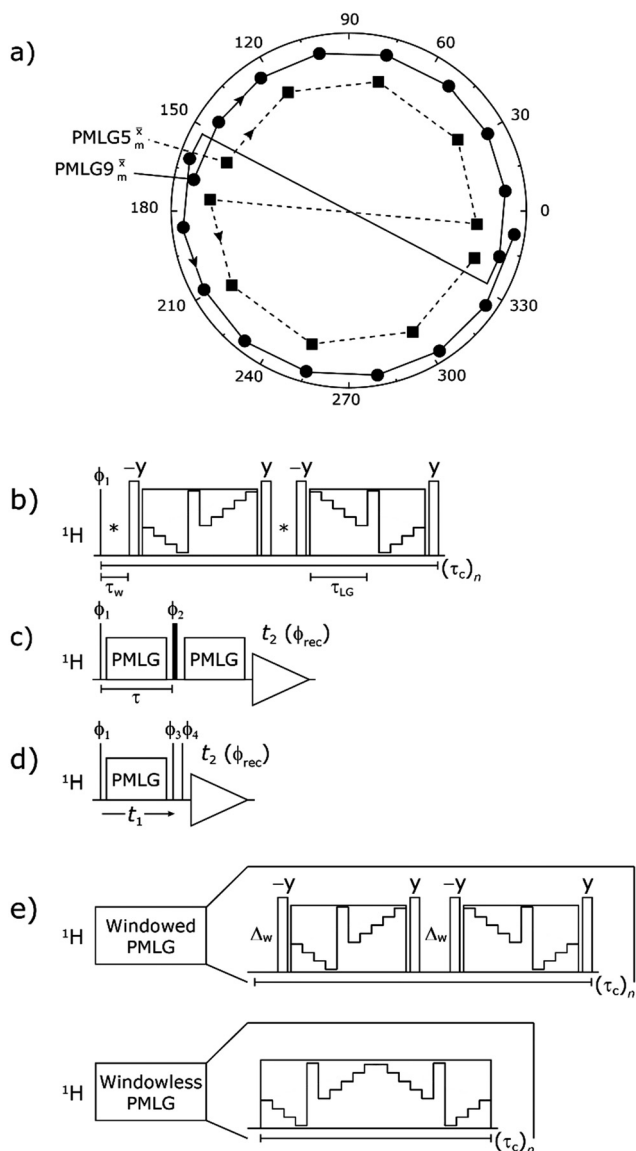 a)
90
120
60
150
30
PMLG5 x̄ m
PMLG9 x̄ m
180
0
210
330
240
300
270
b)
ϕ1 –y y –y y
1H * *
(τc)n
τw τLG
c)
ϕ1 ϕ2 t2 (ϕrec)
1H PMLG PMLG
τ
d)
ϕ1 ϕ3 ϕ4 t2 (ϕrec)
1H PMLG
t1
e)
–y y –y y
1H Windowed PMLG Δw Δw
(τc)n
1H Windowless PMLG
(τc)n